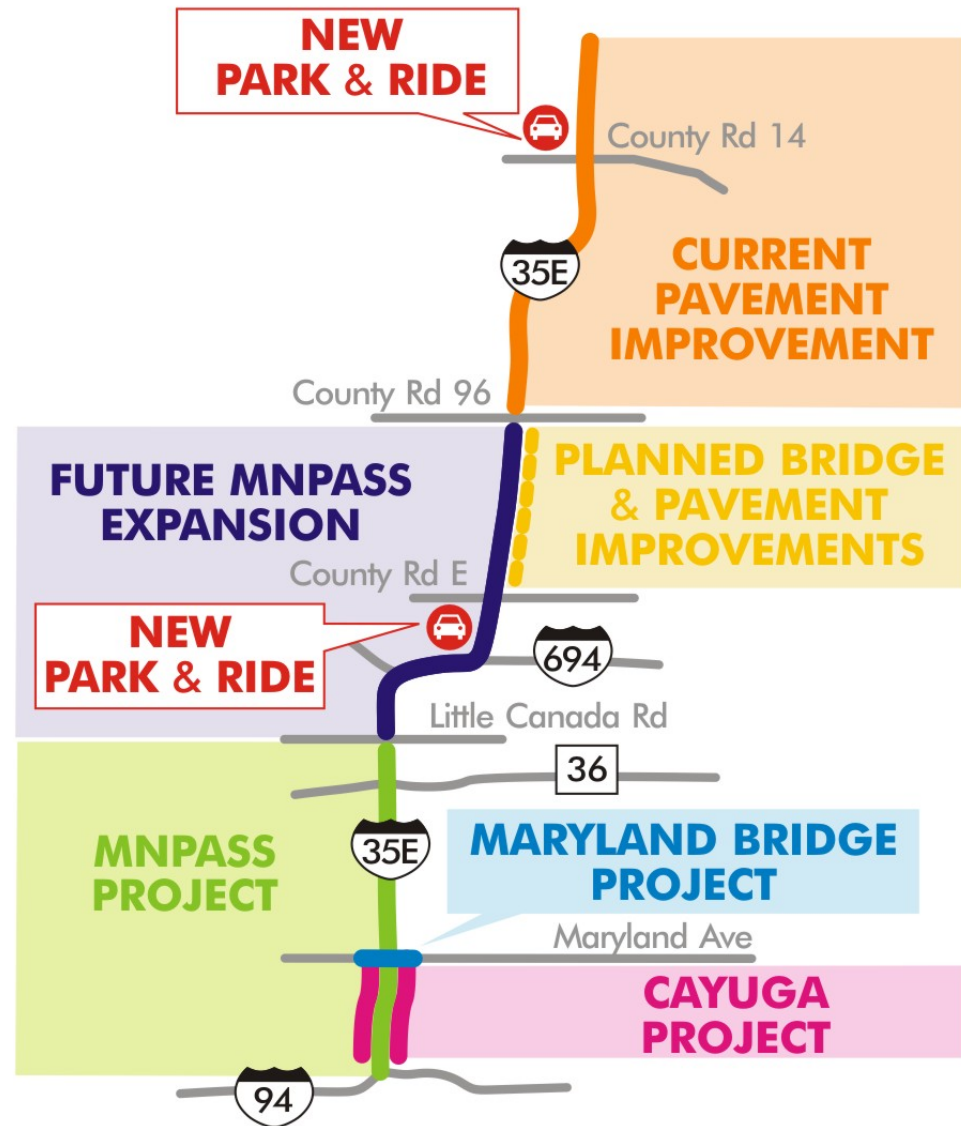 NEW
PARK & RIDE
County Rd 14
35E
CURRENT
PAVEMENT
IMPROVEMENT
County Rd 96
FUTURE MNPASS
EXPANSION
PLANNED BRIDGE
& PAVEMENT
IMPROVEMENTS
County Rd E
NEW
PARK & RIDE
694
Little Canada Rd
36
MNPASS
PROJECT
35E
MARYLAND BRIDGE
PROJECT
Maryland Ave
CAYUGA
PROJECT
94